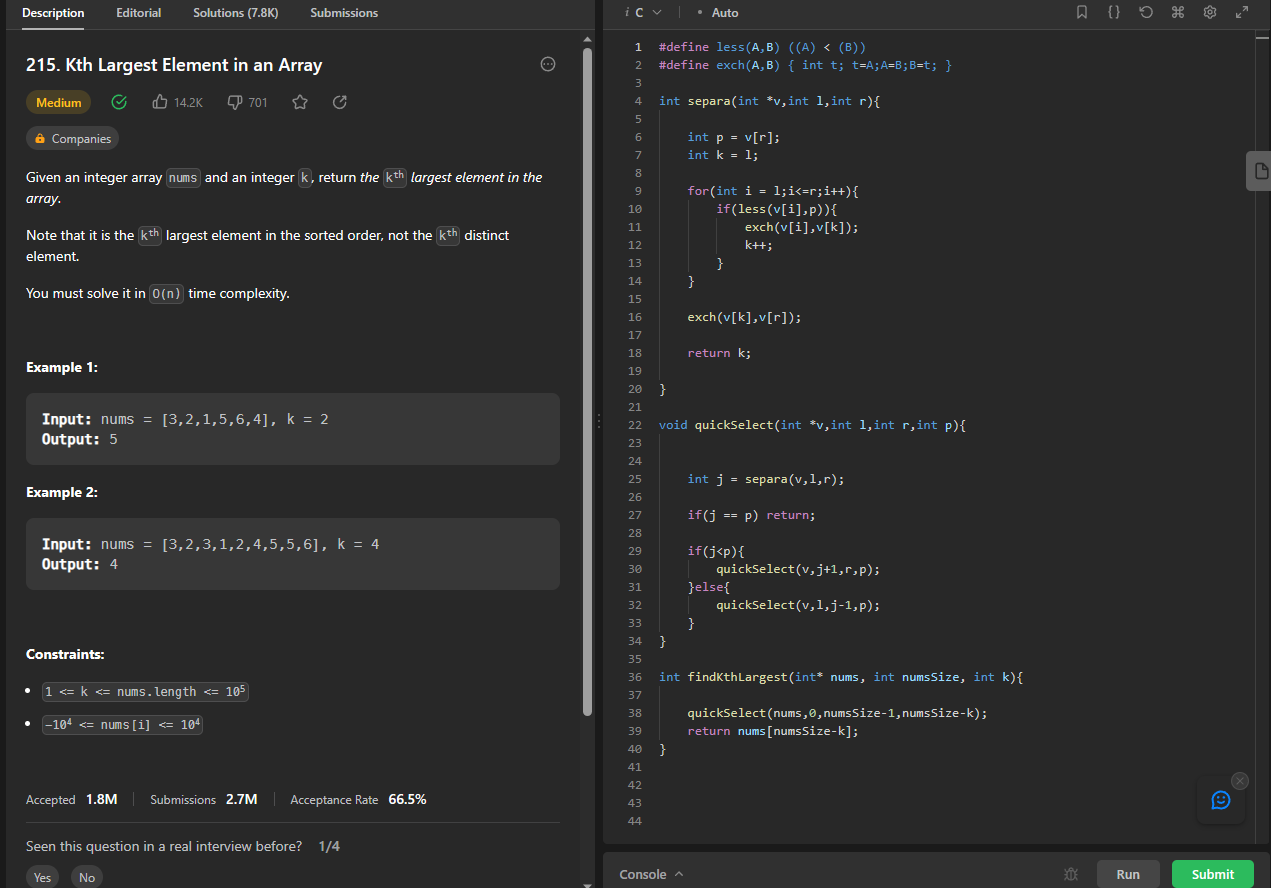 Description Editorial Solutions (7.8K) Submissions
215. Kth Largest Element in an Array
Medium 14.2K 701
Companies
Given an integer array nums and an integer k, return the kth largest element in the
array.
Note that it is the kth largest element in the sorted order, not the kth distinct
element.
You must solve it in O(n) time complexity.
Example 1:
Input: nums = [3,2,1,5,6,4], k = 2
Output: 5
Example 2:
Input: nums = [3,2,3,1,2,4,5,5,6], k = 4
Output: 4
Constraints:
• 1 <= k <= nums.length <= 10⁵
• -10⁴ <= nums[i] <= 10⁴
Accepted 1.8M Submissions 2.7M Acceptance Rate 66.5%
Seen this question in a real interview before? 1/4
Yes No
i C • Auto {}
1 #define less(A,B) ((A) < (B))
2 #define exch(A,B) { int t; t=A;A=B;B=t; }
3
4 int separa(int *v,int l,int r){
5
6     int p = v[r];
7     int k = l;
8
9     for(int i = l;i<=r;i++){
10         if(less(v[i],p)){
11             exch(v[i],v[k]);
12             k++;
13         }
14     }
15
16     exch(v[k],v[r]);
17
18     return k;
19
20 }
21
22 void quickSelect(int *v,int l,int r,int p){
23
24
25     int j = separa(v,l,r);
26
27     if(j == p) return;
28
29     if(j<p){
30         quickSelect(v,j+1,r,p);
31     }else{
32         quickSelect(v,l,j-1,p);
33     }
34 }
35
36 int findKthLargest(int* nums, int numsSize, int k){
37
38     quickSelect(nums,0,numsSize-1,numsSize-k);
39     return nums[numsSize-k];
40 }
41
42
43
44
Console Run Submit